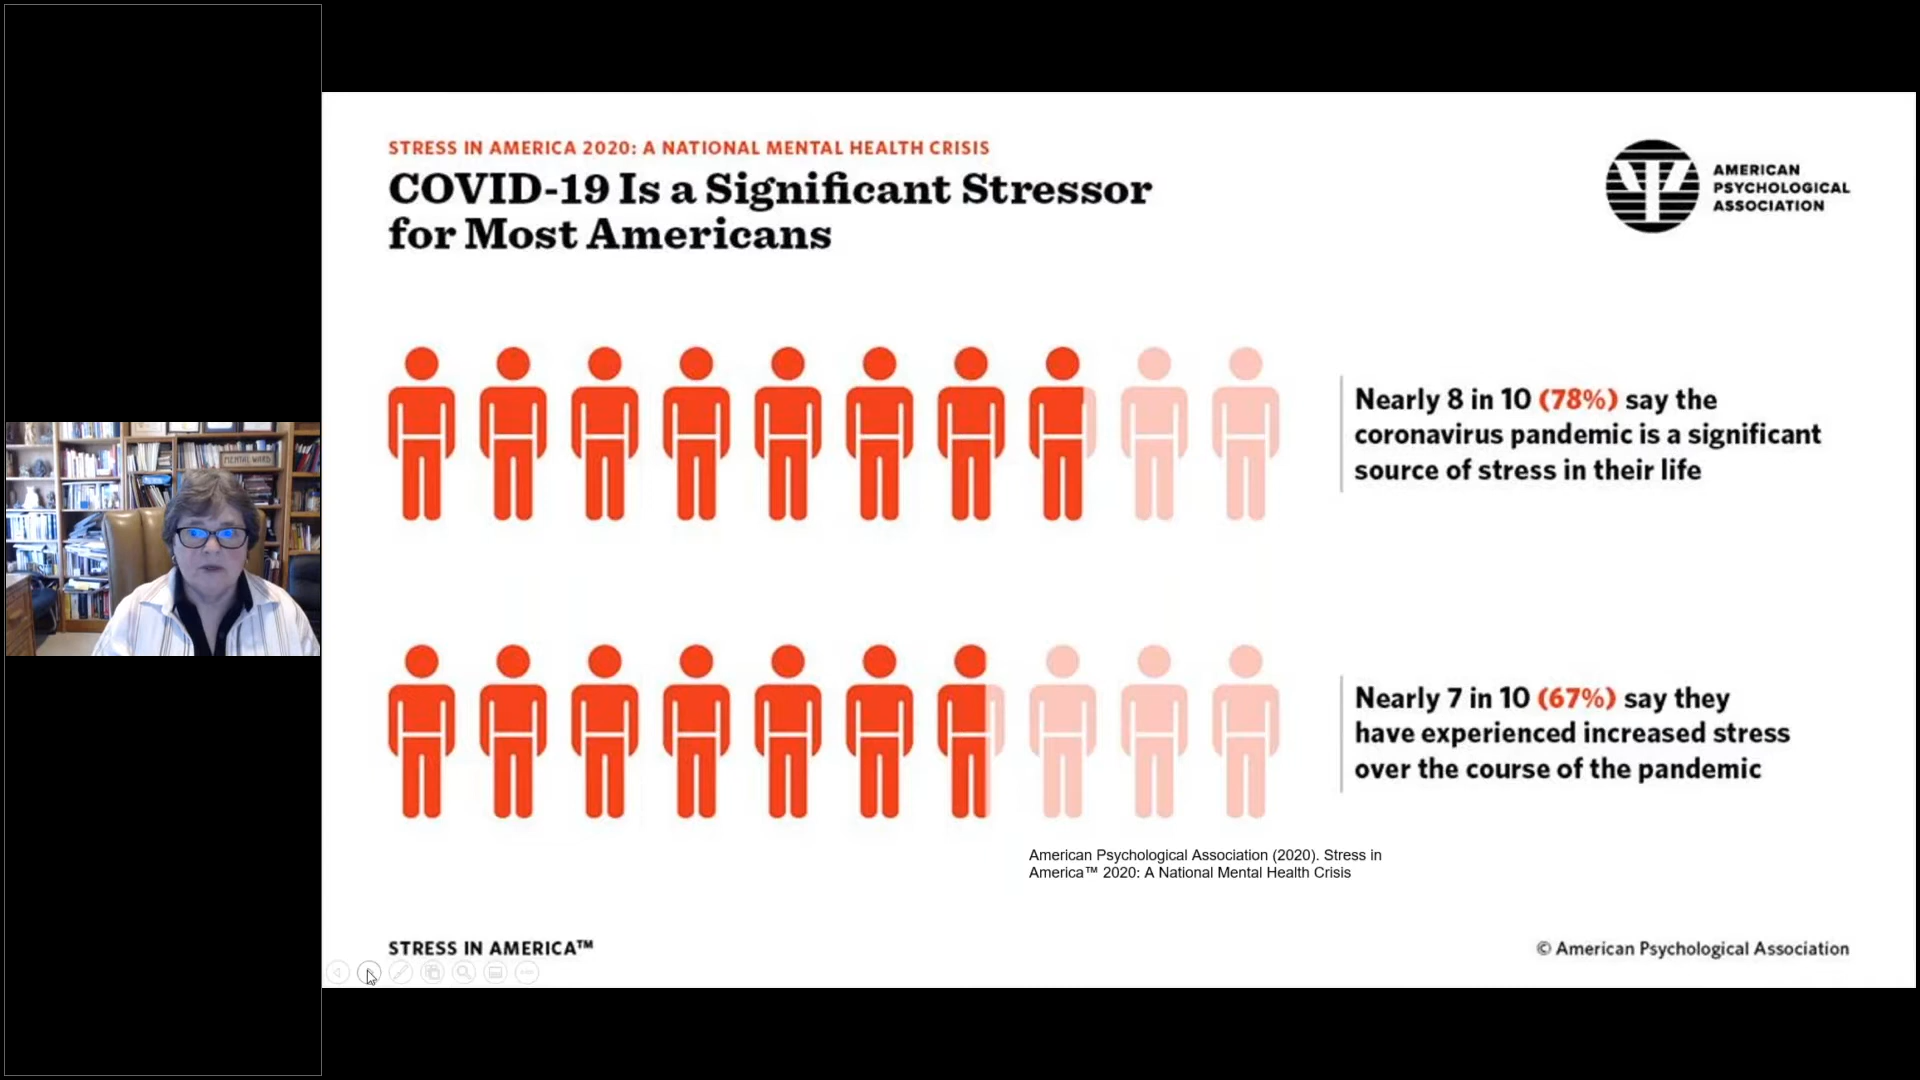 STRESS IN AMERICA 2020: A NATIONAL MENTAL HEALTH CRISIS
COVID-19 Is a Significant Stressor
for Most Americans
AMERICAN
PSYCHOLOGICAL
ASSOCIATION
Nearly 8 in 10 (78%) say the
coronavirus pandemic is a significant
source of stress in their life
MENTAL WARD
Nearly 7 in 10 (67%) say they
have experienced increased stress
over the course of the pandemic
American Psychological Association (2020). Stress in
America™ 2020: A National Mental Health Crisis
STRESS IN AMERICA™
© American Psychological Association